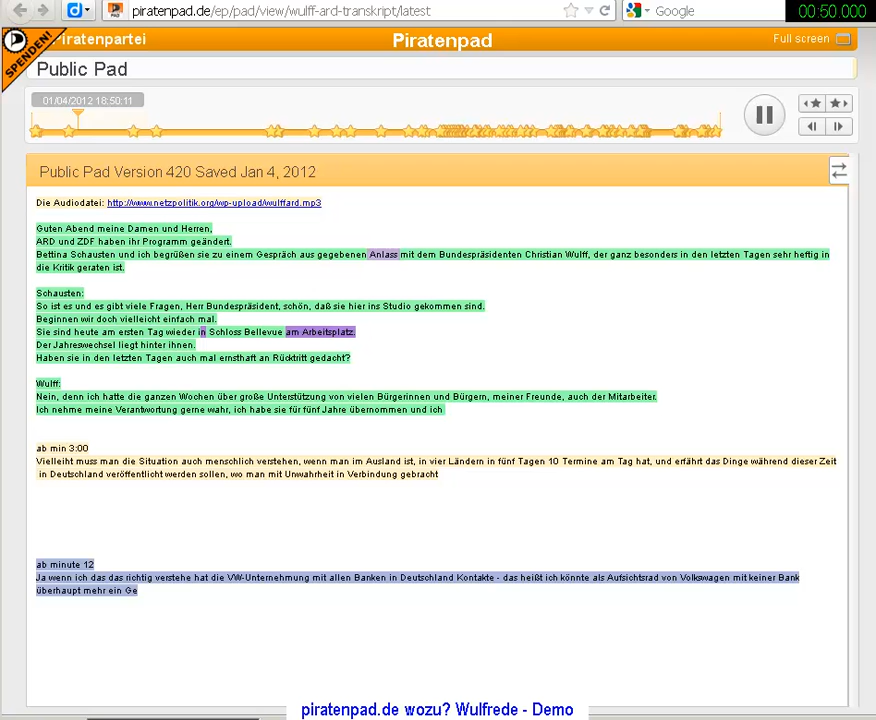 piratenpad.de/ep/pad/view/wulff-ard-transkript/latest
Google
00:50.000
SPENDEN!
Piratenpartei
Piratenpad
Full screen
Public Pad
01/04/2012 18:50:11
Public Pad Version 420 Saved Jan 4, 2012
Die Audiodatei: http://www.netzpolitik.org/wp-upload/wulffard.mp3
Guten Abend meine Damen und Herren,
ARD und ZDF haben ihr Programm geändert.
Bettina Schausten und ich begrüßen sie zu einem Gespräch aus gegebenen Anlass mit dem Bundespräsidenten Christian Wulff, der ganz besonders in den letzten Tagen sehr heftig in
die Kritik geraten ist.
Schausten:
So ist es und es gibt viele Fragen, Herr Bundespräsident, schön, daß sie hier ins Studio gekommen sind.
Beginnen wir doch vielleicht einfach mal.
Sie sind heute am ersten Tag wieder in Schloss Bellevue am Arbeitsplatz.
Der Jahreswechsel liegt hinter ihnen.
Haben sie in den letzten Tagen auch mal ernsthaft an Rücktritt gedacht?
Wulff:
Nein, denn ich hatte die ganzen Wochen über große Unterstützung von vielen Bürgerinnen und Bürgern, meiner Freunde, auch der Mitarbeiter.
Ich nehme meine Verantwortung gerne wahr, ich habe sie für fünf Jahre übernommen und ich
ab min 3:00
Vielleiht muss man die Situation auch menschlich verstehen, wenn man im Ausland ist, in vier Ländern in fünf Tagen 10 Termine am Tag hat, und erfährt das Dinge während dieser Zeit
in Deutschland veröffentlicht werden sollen, wo man mit Unwahrheit in Verbindung gebracht
ab minute 12
Ja wenn ich das das richtig verstehe hat die VW-Unternehmung mit allen Banken in Deutschland Kontakte - das heißt ich könnte als Aufsichtsrad von Volkswagen mit keiner Bank
überhaupt mehr ein Ge
piratenpad.de wozu? Wulfrede - Demo